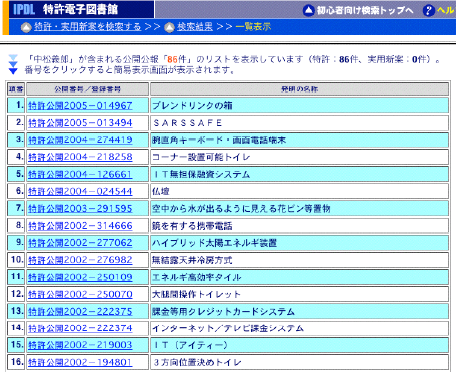 IPDL 特許電子図書館
初心者向け検索トップへ ? ヘル
特許・実用新案を検索する >> 検索結果 >> 一覧表示
「中松義郎」が含まれる公開公報「86件」のリストを表示しています（特許：86件、実用新案：0件）。
番号をクリックすると簡易表示画面が表示されます。
項番 公開番号／登録番号 発明の名称
1. 特許公開2005－014967 ブレンドリンクの箱
2. 特許公開2005－013494 ＳＡＲＳＳＡＦＥ
3. 特許公開2004－274419 腕直角キーボード・画面電話端末
4. 特許公開2004－218258 コーナー設置可能トイレ
5. 特許公開2004－126661 ＩＴ無担保融資システム
6. 特許公開2004－024544 仏壇
7. 特許公開2003－291595 空中から水が出るように見える花ビン等置物
8. 特許公開2002－314666 鏡を有する携帯電話
9. 特許公開2002－277062 ハイブリッド太陽エネルギ装置
10. 特許公開2002－276982 無結露天井冷房方式
11. 特許公開2002－250109 エネルギ高効率タイル
12. 特許公開2002－250070 大腿間操作トイレット
13. 特許公開2002－222375 課金等用クレジットカードシステム
14. 特許公開2002－222374 インターネット／テレビ課金システム
15. 特許公開2002－219003 ＩＴ（アイティー）
16. 特許公開2002－194801 ３方向位置決めトイレ